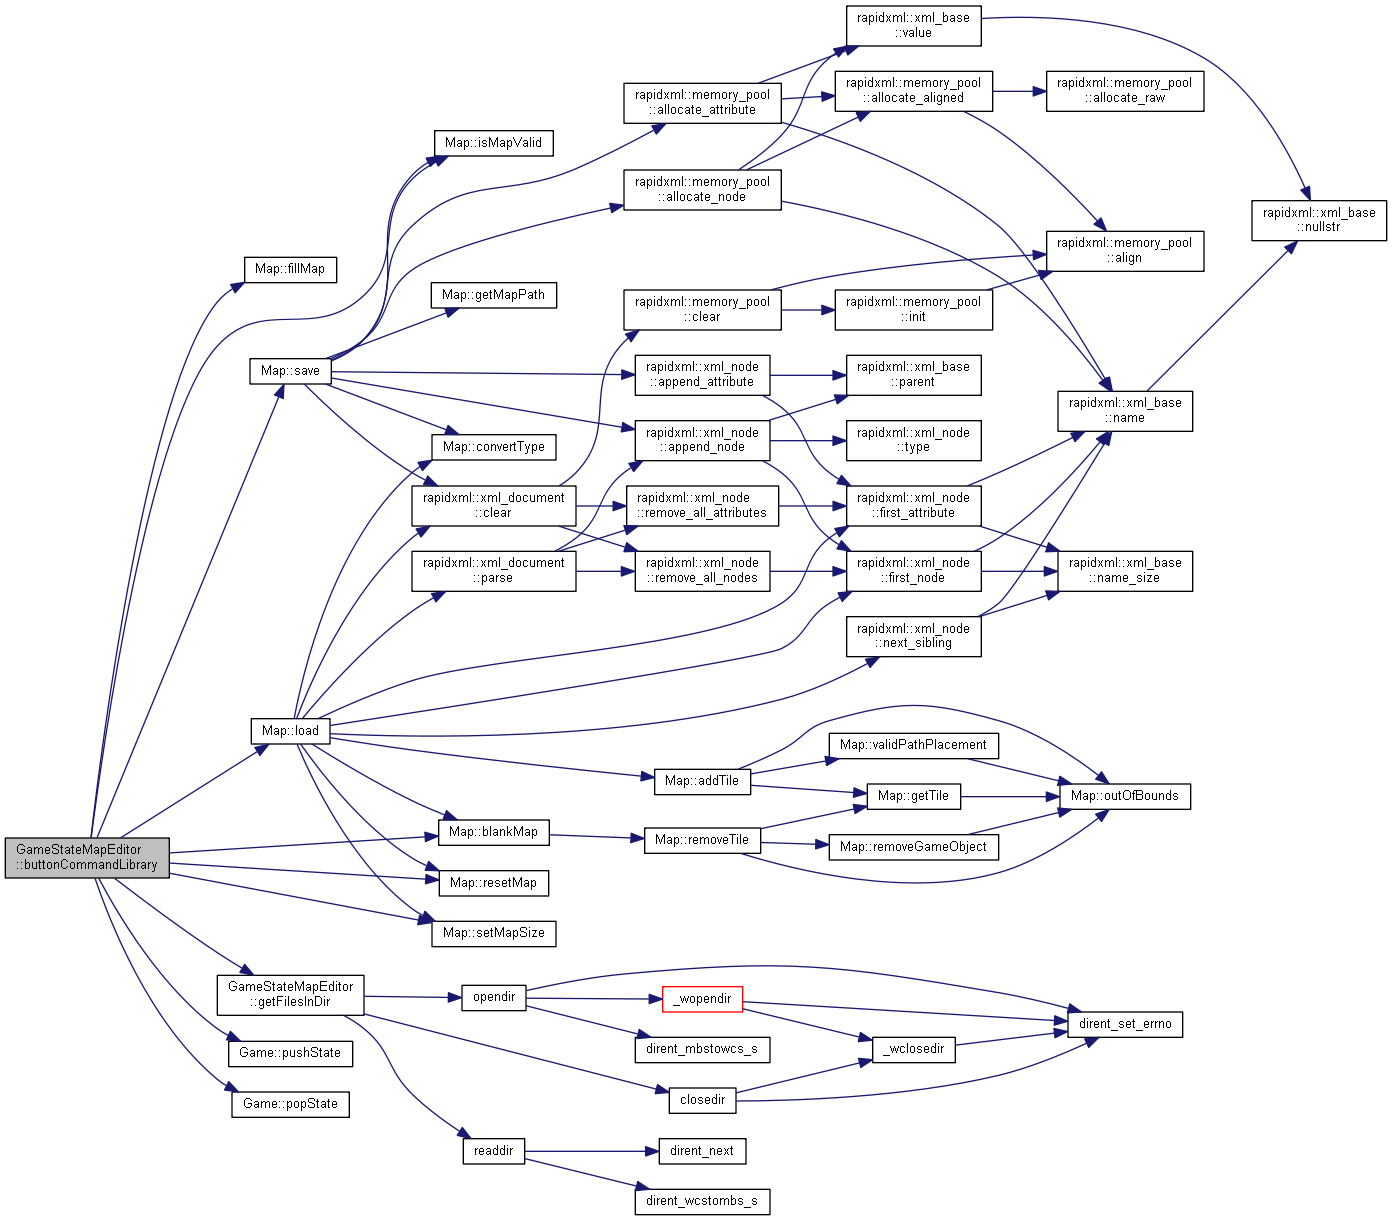 GameStateMapEditor
::buttonCommandLibrary
Map::fillMap
Map::isMapValid
Map::save
Map::getMapPath
Map::convertType
rapidxml::xml_document
::clear
rapidxml::xml_document
::parse
Map::load
Map::blankMap
Map::resetMap
Map::setMapSize
GameStateMapEditor
::getFilesInDir
Game::pushState
Game::popState
rapidxml::memory_pool
::allocate_attribute
rapidxml::memory_pool
::allocate_node
rapidxml::memory_pool
::clear
rapidxml::xml_node
::append_attribute
rapidxml::xml_node
::append_node
rapidxml::xml_node
::remove_all_attributes
rapidxml::xml_node
::remove_all_nodes
Map::addTile
Map::removeTile
opendir
_wopendir
dirent_mbstowcs_s
closedir
readdir
dirent_next
dirent_wcstombs_s
rapidxml::xml_base
::value
rapidxml::memory_pool
::allocate_aligned
rapidxml::memory_pool
::init
rapidxml::xml_base
::parent
rapidxml::xml_node
::type
rapidxml::xml_node
::first_attribute
rapidxml::xml_node
::first_node
rapidxml::xml_node
::next_sibling
Map::validPathPlacement
Map::getTile
Map::removeGameObject
_wclosedir
rapidxml::memory_pool
::allocate_raw
rapidxml::memory_pool
::align
rapidxml::xml_base
::name
rapidxml::xml_base
::name_size
Map::outOfBounds
dirent_set_errno
rapidxml::xml_base
::nullstr